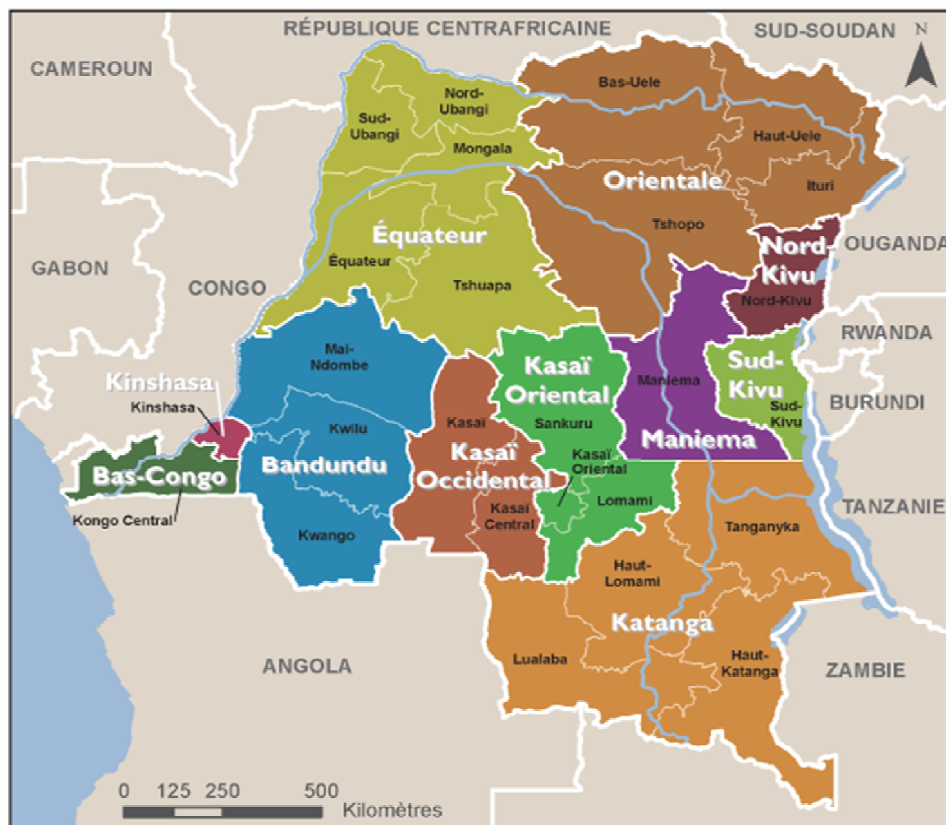 RÉPUBLIQUE CENTRAFRICAINE
SUD-SOUDAN
N
CAMEROUN
Bas-Uele
Nord-
Ubangi
Sud-
Ubangi
Haut-Uele
Mongala
Orientale
Ituri
Tshopo
Équateur
Nord-
Kivu
OUGANDA
GABON
Équateur
CONGO
Tshuapa
Nord-Kivu
RWANDA
Mai-
Ndombe
Kasaï
Oriental
Sud-
Kivu
Kinshasa
Maniema
Kinshasa
BURUNDI
Sud-
Kivu
Kwilu
Kasaï
Sankuru
Maniema
Bas-Congo
Bandundu
Kasaï
Occidental
Kasaï
Oriental
Lomami
TANZANIE
Kongo Central
Kasaï
Central
Tanganyka
Kwango
Haut-
Lomami
Katanga
ANGOLA
Lualaba
Haut-
Katanga
ZAMBIE
0 125 250 500
Kilomètres